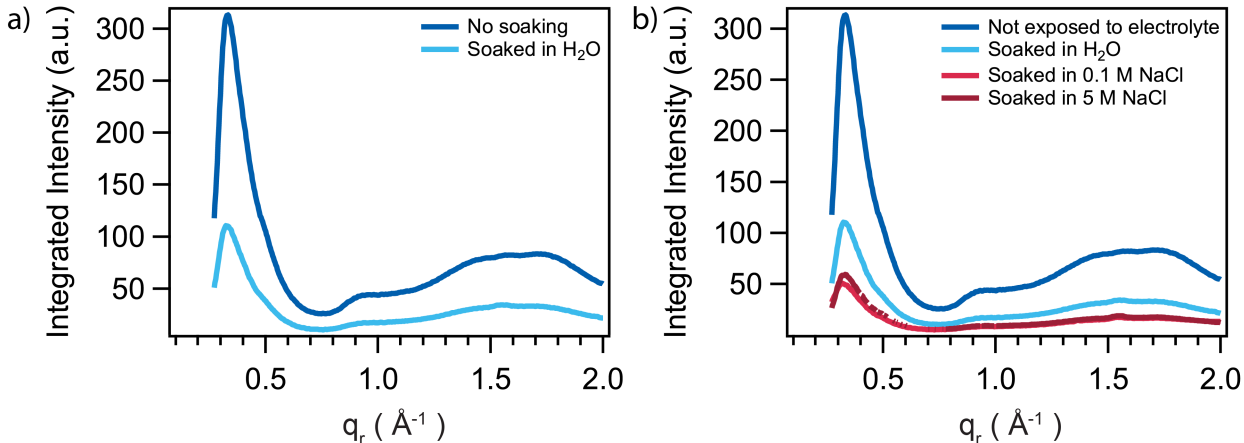 a)
Integrated Intensity (a.u.)
300
250
200
150
100
50
No soaking
Soaked in H₂O
0.5
1.0
1.5
2.0
qᵣ ( Å⁻¹ )
b)
Integrated Intensity (a.u.)
300
250
200
150
100
50
Not exposed to electrolyte
Soaked in H₂O
Soaked in 0.1 M NaCl
Soaked in 5 M NaCl
0.5
1.0
1.5
2.0
qᵣ ( Å⁻¹ )